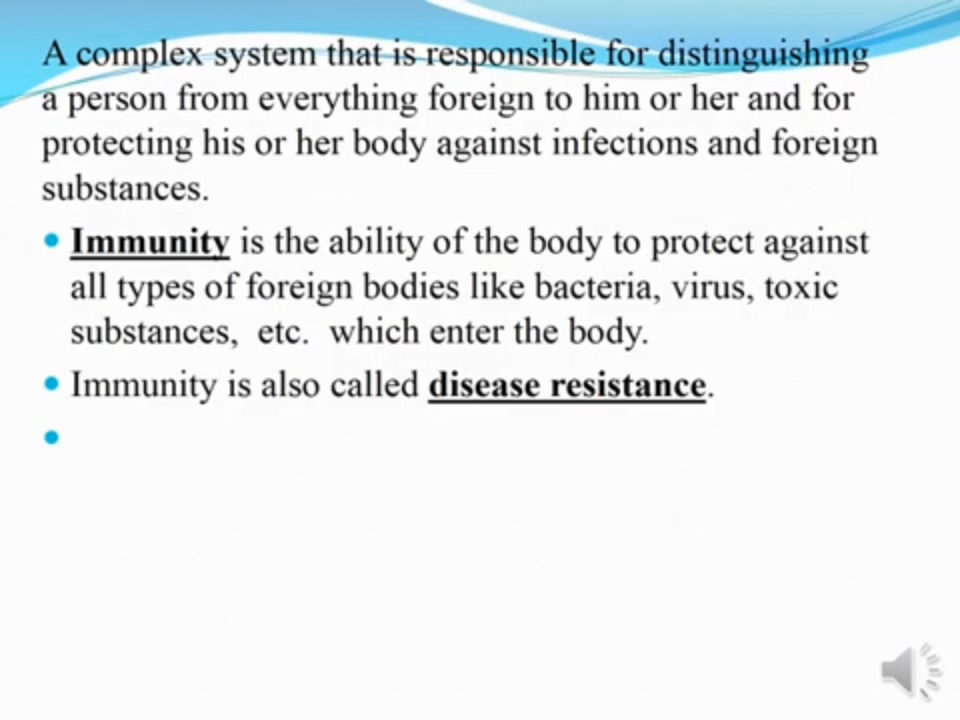 A complex system that is responsible for distinguishing
a person from everything foreign to him or her and for
protecting his or her body against infections and foreign
substances.
• Immunity is the ability of the body to protect against
all types of foreign bodies like bacteria, virus, toxic
substances,  etc.  which enter the body.
• Immunity is also called disease resistance.
•